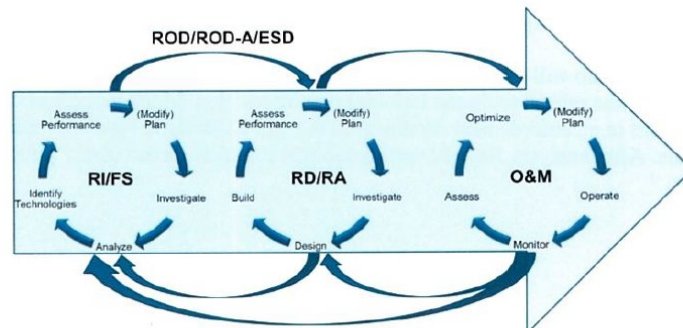 ROD/ROD-A/ESD
Assess
Performance
(Modify)
Plan
RI/FS
Identify
Technologies
Investigate
Analyze
Assess
Performance
(Modify)
Plan
RD/RA
Build
Investigate
Design
Optimize
(Modify)
Plan
O&M
Assess
Operate
Monitor